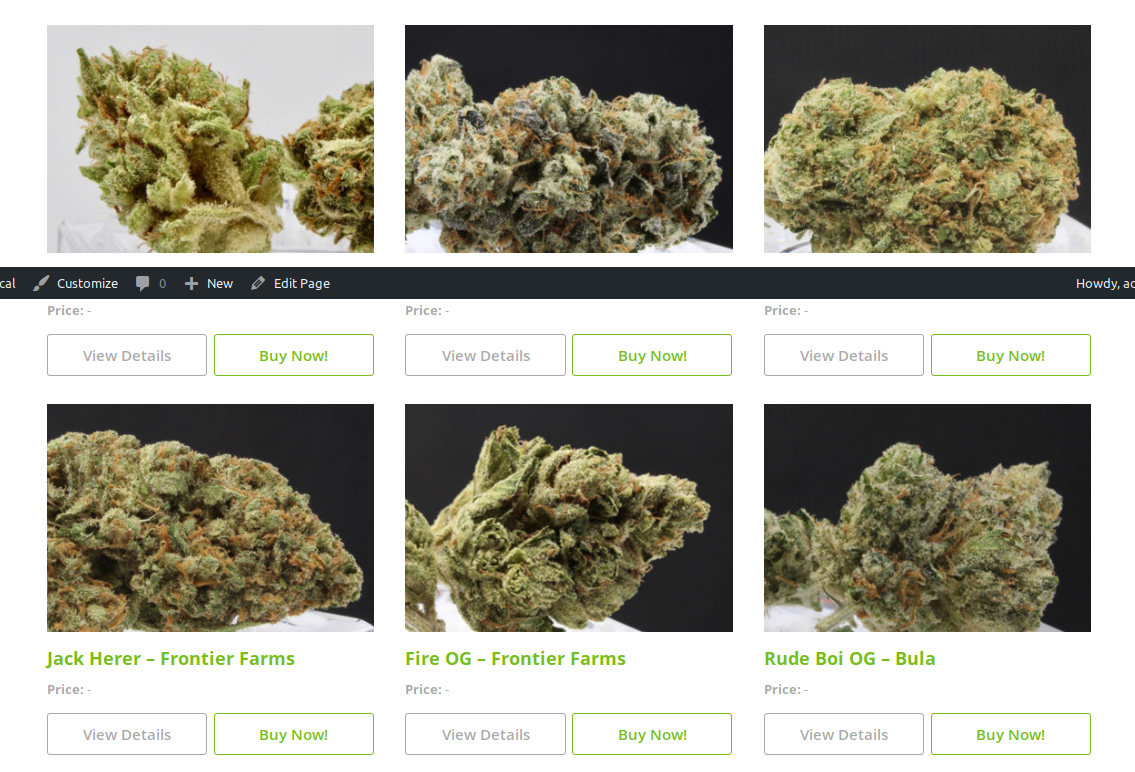 cal Customize 0 New Edit Page Howdy, ad
Price: - Price: - Price: -
View Details Buy Now! View Details Buy Now! View Details Buy Now!
Jack Herer – Frontier Farms Fire OG – Frontier Farms Rude Boi OG – Bula
Price: - Price: - Price: -
View Details Buy Now! View Details Buy Now! View Details Buy Now!